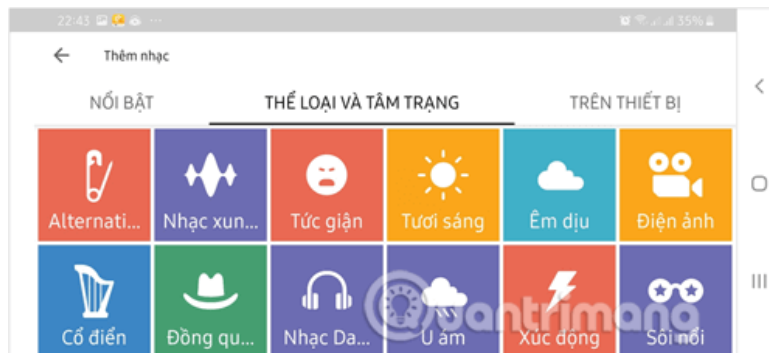 22:43 ... 35%
Thêm nhạc
NỔI BẬT THỂ LOẠI VÀ TÂM TRẠNG TRÊN THIẾT BỊ
Alternati... Nhạc xun... Tức giận Tươi sáng Êm dịu Điện ảnh
Cổ điển Đồng qu... Nhạc Da... U ám Xúc động Sôi nổi
uantrimang